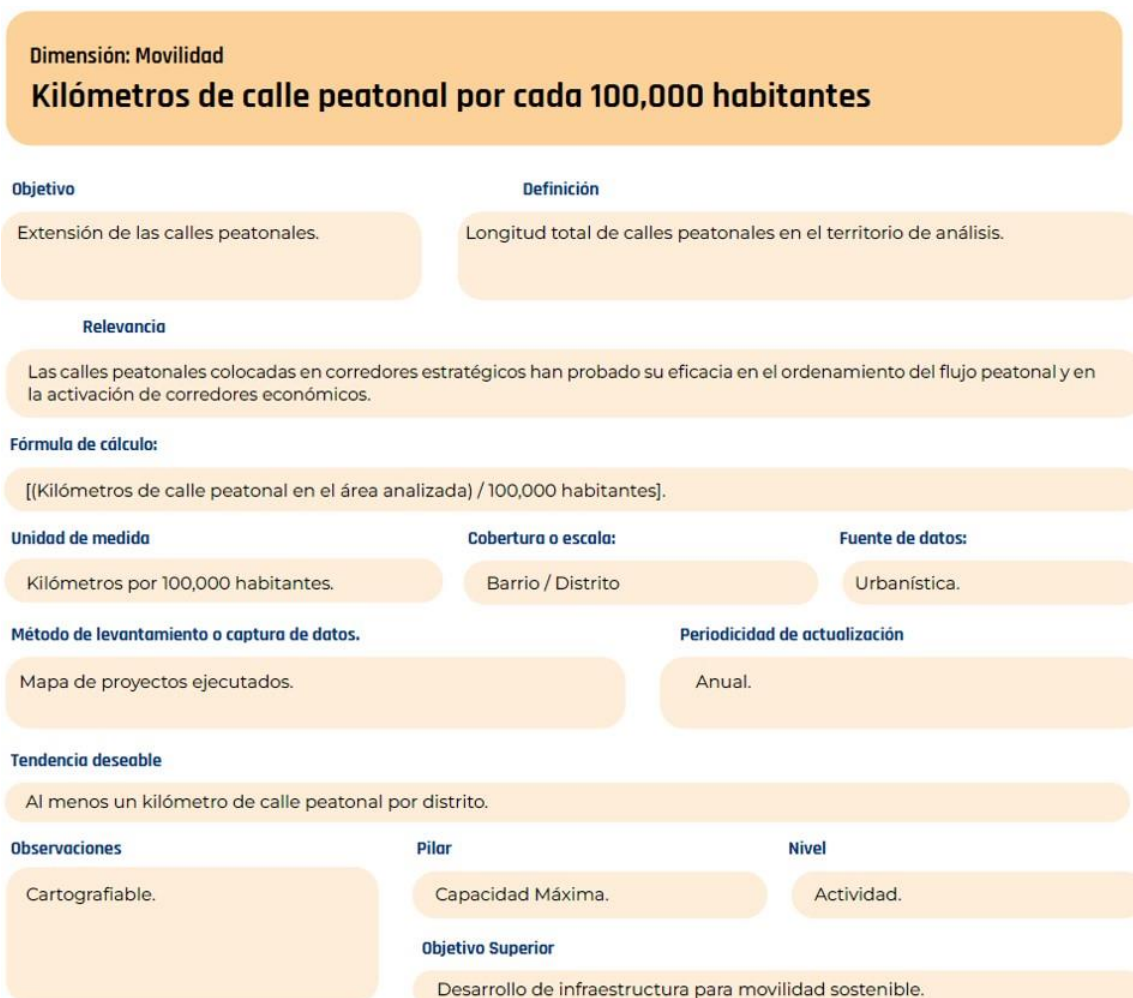 Dimensión: Movilidad
Kilómetros de calle peatonal por cada 100,000 habitantes
Objetivo
Definición
Extensión de las calles peatonales.
Longitud total de calles peatonales en el territorio de análisis.
Relevancia
Las calles peatonales colocadas en corredores estratégicos han probado su eficacia en el ordenamiento del flujo peatonal y en
la activación de corredores económicos.
Fórmula de cálculo:
[(Kilómetros de calle peatonal en el área analizada) / 100,000 habitantes].
Unidad de medida
Cobertura o escala:
Fuente de datos:
Kilómetros por 100,000 habitantes.
Barrio / Distrito
Urbanística.
Método de levantamiento o captura de datos.
Periodicidad de actualización
Mapa de proyectos ejecutados.
Anual.
Tendencia deseable
Al menos un kilómetro de calle peatonal por distrito.
Observaciones
Pilar
Nivel
Cartografiable.
Capacidad Máxima.
Actividad.
Objetivo Superior
Desarrollo de infraestructura para movilidad sostenible.